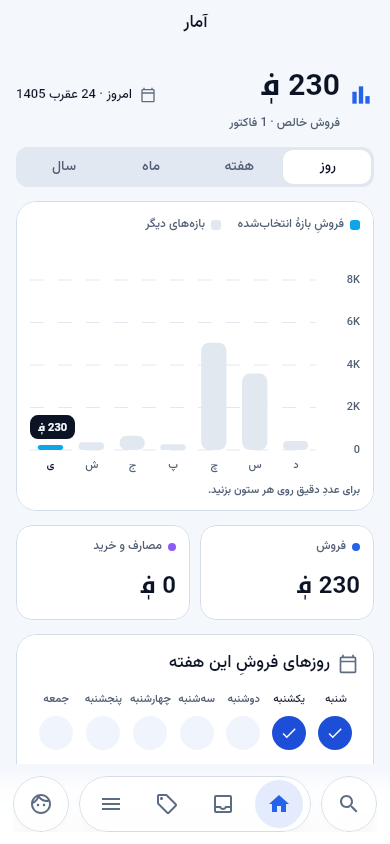 آمار
230 ؋
امروز · 24 عقرب 1405
فروش خالص · 1 فاکتور
روز
هفته
ماه
سال
فروشِ بازهٔ انتخاب‌شده
بازه‌های دیگر
8K
6K
4K
2K
0
230 ؋
د
س
چ
پ
ج
ش
ی
برای عددِ دقیق روی هر ستون بزنید.
فروش
230 ؋
مصارف و خرید
0 ؋
روزهای فروشِ این هفته
شنبه
یکشنبه
دوشنبه
سه‌شنبه
چهارشنبه
پنجشنبه
جمعه